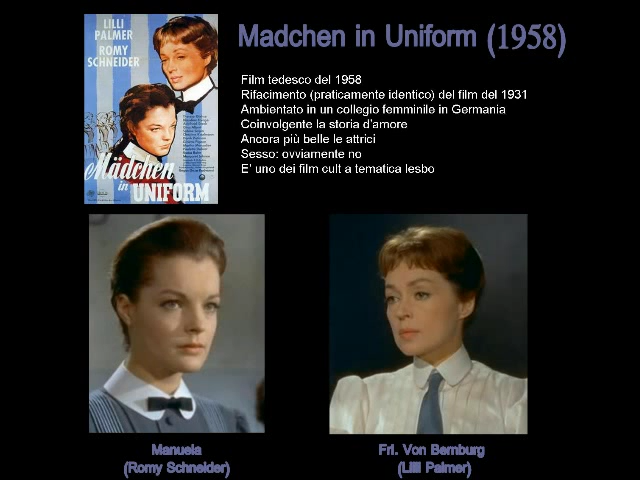 LILLI
PALMER
ROMY
SCHNEIDER
Mädchen
in UNIFORM
Madchen in Uniform (1958)
Film tedesco del 1958
Rifacimento (praticamente identico) del film del 1931
Ambientato in un collegio femminile in Germania
Coinvolgente la storia d'amore
Ancora più belle le attrici
Sesso: ovviamente no
E' uno dei film cult a tematica lesbo
Manuela
(Romy Schneider)
Frl. Von Bernburg
(Lilli Palmer)